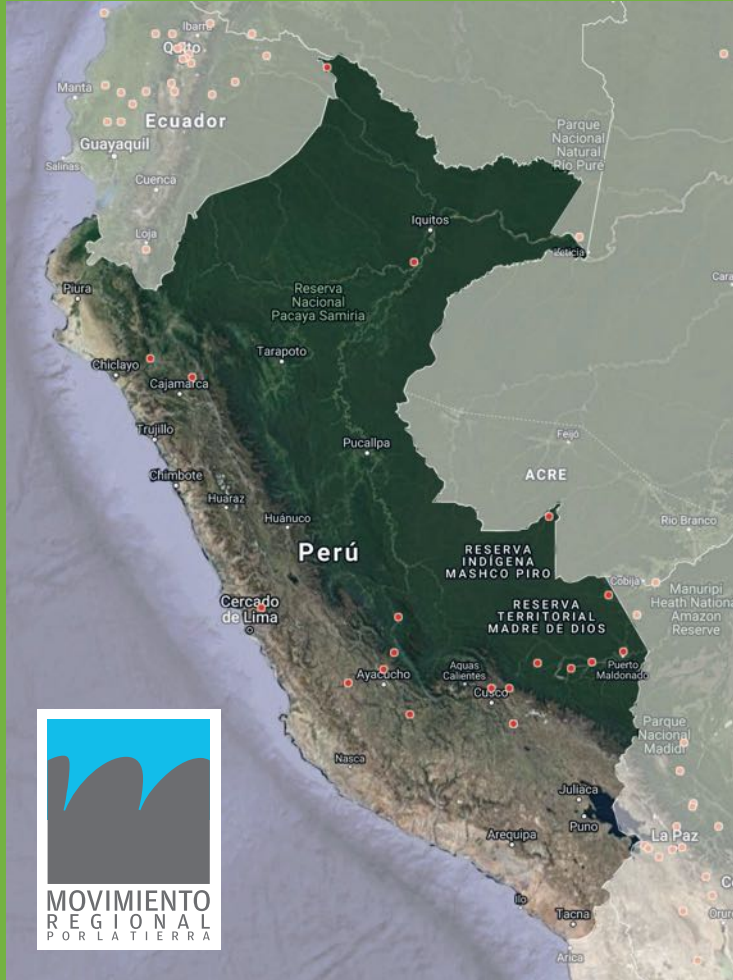 Ibarra
Quito
Manta
Ecuador
Parque
Nacional
Natural
Río Puré
Guayaquil
Salinas
Cuenca
Iquitos
Loja
Leticia
Piura
Reserva
Nacional
Pacaya Samiria
Tarapoto
Chiclayo
Cajamarca
Trujillo
Feijó
Pucallpa
ACRE
Chimbote
Huaraz
Huánuco
Rio Branco
Perú
RESERVA
INDÍGENA
MASHCO PIRO
Cobija
Manuripi
Heath Nationa
Amazon
Reserve
Cercado
de Lima
RESERVA
TERRITORIAL
MADRE DE DIOS
Aguas
Calientes
Puerto
Maldonado
Ayacucho
Cusco
Parque
Nacional
Madidi
Nasca
Juliaca
Puno
La Paz
Arequipa
Ilo
Tacna
Oruro
Arica
MOVIMIENTO
REGIONAL
POR LA TIERRA